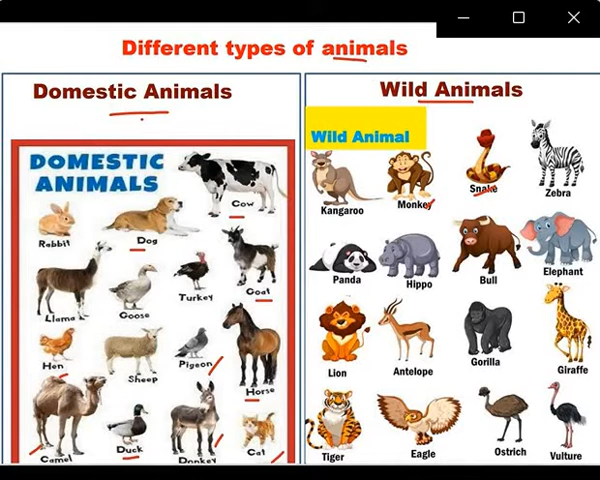 Different types of animals
Domestic Animals
DOMESTIC
ANIMALS
Cow
Rabbit
Dog
Goat
Llama
Goose
Turkey
Hen
Sheep
Pigeon
Horse
Camel
Duck
Donkey
Cat
Wild Animals
Wild Animal
Kangaroo
Monkey
Snake
Zebra
Panda
Hippo
Bull
Elephant
Lion
Antelope
Gorilla
Giraffe
Tiger
Eagle
Ostrich
Vulture